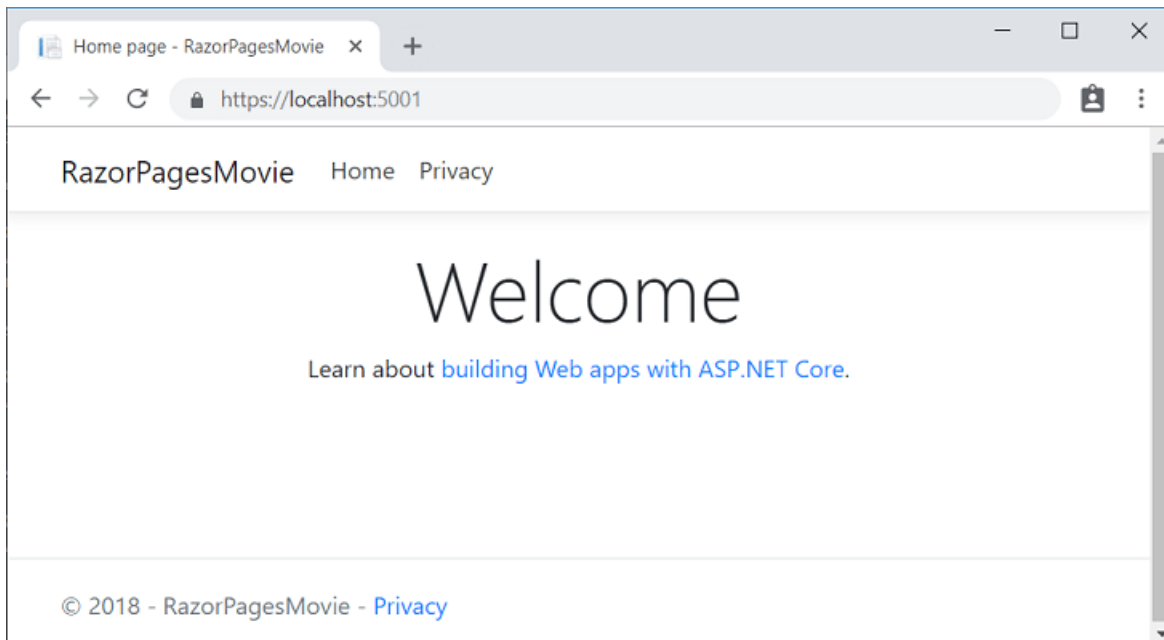 Home page - RazorPagesMovie
https://localhost:5001
RazorPagesMovie Home Privacy
Welcome
Learn about building Web apps with ASP.NET Core.
© 2018 - RazorPagesMovie - Privacy